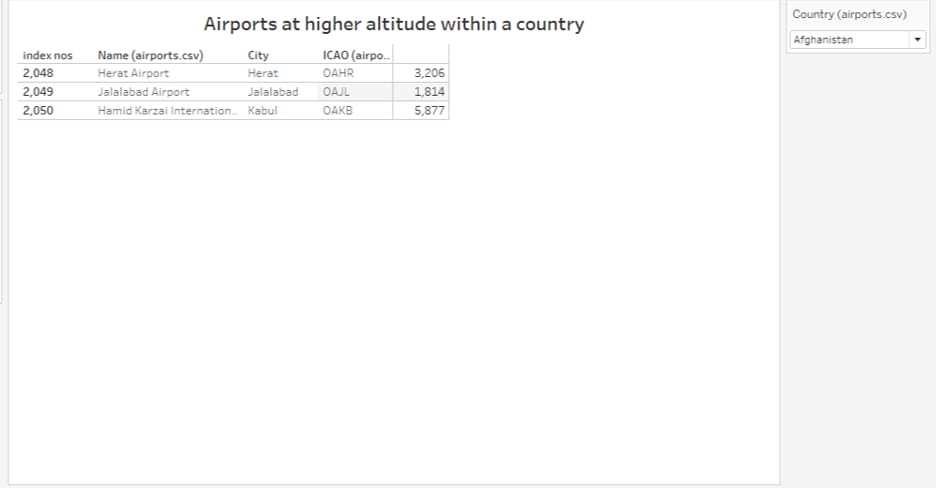 Airports at higher altitude within a country
Country (airports.csv)
Afghanistan
index nos Name (airports.csv) City ICAO (airpo..
2,048 Herat Airport Herat OAHR 3,206
2,049 Jalalabad Airport Jalalabad OAJL 1,814
2,050 Hamid Karzai Internation.. Kabul OAKB 5,877